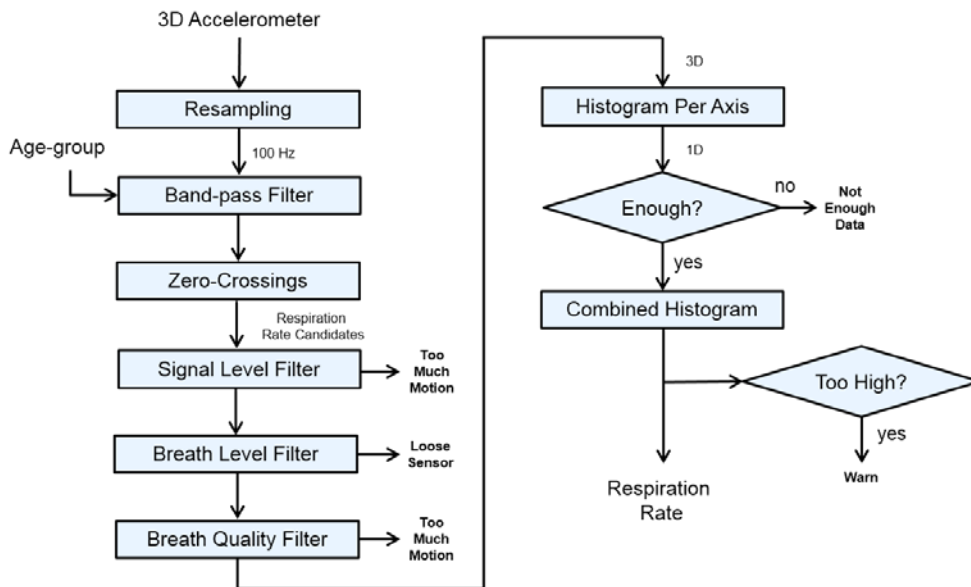 3D Accelerometer
Resampling
100 Hz
Age-group
Band-pass Filter
Zero-Crossings
Respiration
Rate Candidates
Signal Level Filter
Too
Much
Motion
Breath Level Filter
Loose
Sensor
Breath Quality Filter
Too
Much
Motion
3D
Histogram Per Axis
1D
Enough?
no
Not
Enough
Data
yes
Combined Histogram
Too High?
yes
Warn
Respiration
Rate